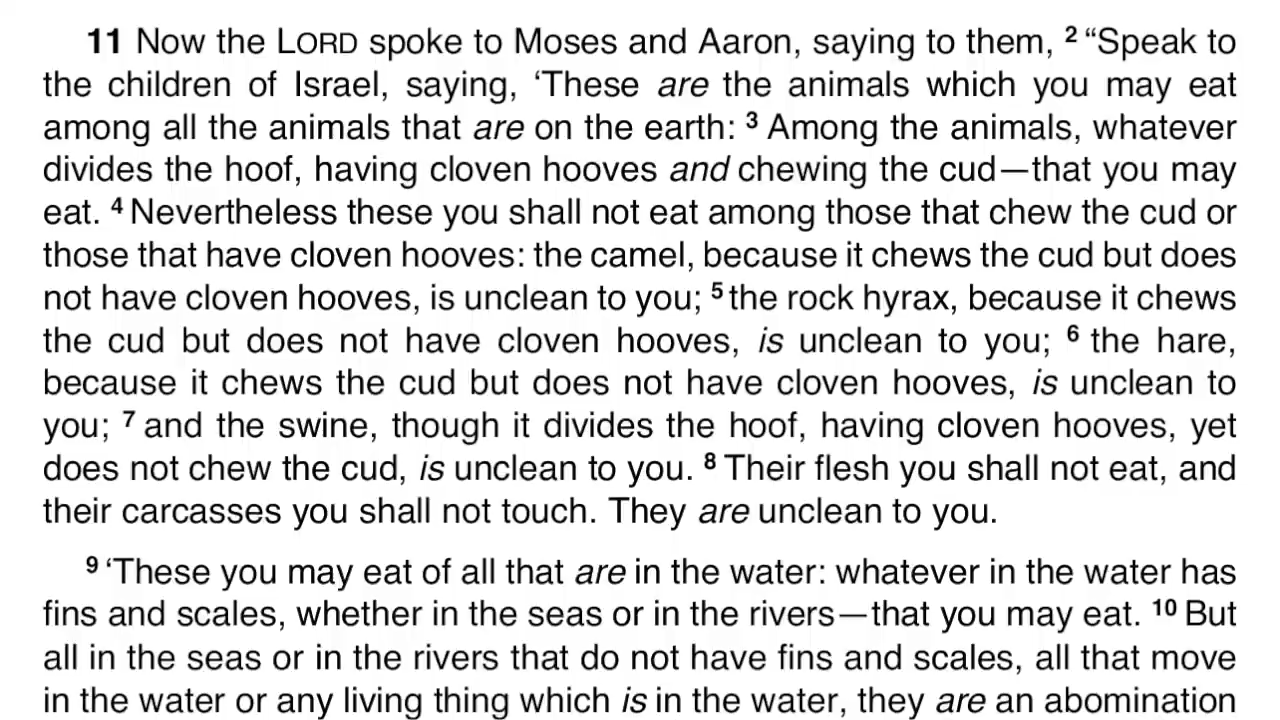 11 Now the LORD spoke to Moses and Aaron, saying to them, 2 “Speak to
the children of Israel, saying, ‘These are the animals which you may eat
among all the animals that are on the earth: 3 Among the animals, whatever
divides the hoof, having cloven hooves and chewing the cud—that you may
eat. 4 Nevertheless these you shall not eat among those that chew the cud or
those that have cloven hooves: the camel, because it chews the cud but does
not have cloven hooves, is unclean to you; 5 the rock hyrax, because it chews
the cud but does not have cloven hooves, is unclean to you; 6 the hare,
because it chews the cud but does not have cloven hooves, is unclean to
you; 7 and the swine, though it divides the hoof, having cloven hooves, yet
does not chew the cud, is unclean to you. 8 Their flesh you shall not eat, and
their carcasses you shall not touch. They are unclean to you.
9 ‘These you may eat of all that are in the water: whatever in the water has
fins and scales, whether in the seas or in the rivers—that you may eat. 10 But
all in the seas or in the rivers that do not have fins and scales, all that move
in the water or any living thing which is in the water, they are an abomination